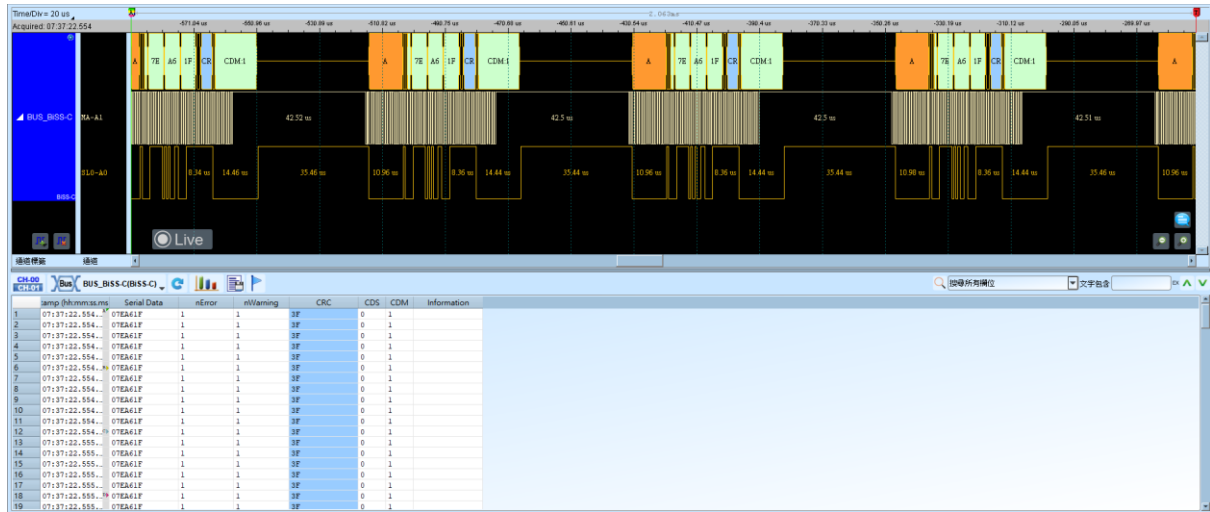 Time/Div = 20 us
Acquired: 07:37:22.554
2.063ms
-571.04 us -550.96 us -530.89 us -510.82 us -490.75 us -470.68 us -450.61 us -430.54 us -410.47 us -390.4 us -370.33 us -350.26 us -330.19 us -310.12 us -290.05 us -269.97 us
A 7E A6 1F CR CDM:1 A 7E A6 1F CR CDM:1 A 7E A6 1F CR CDM:1 A 7E A6 1F CR CDM:1 A
BUS_BiSS-C MA-A1 42.52 us 42.5 us 42.5 us 42.51 us
SLO-A0 8.34 us 14.46 us 35.46 us 10.96 us 8.36 us 14.44 us 35.44 us 10.96 us 8.36 us 14.44 us 35.44 us 10.98 us 8.36 us 14.44 us 35.46 us 10.96 us
BiSS-C
Live
通道標籤 通道
CH-00 CH-01 Bus BUS_BiSS-C(BiSS-C) 搜尋所有欄位 文字包含
tamp (hh:mm:ss.ms Serial Data nError nWarning CRC CDS CDM Information
1 07:37:22.554... 07EA61F 1 1 3F 0 1
2 07:37:22.554... 07EA61F 1 1 3F 0 1
3 07:37:22.554... 07EA61F 1 1 3F 0 1
4 07:37:22.554... 07EA61F 1 1 3F 0 1
5 07:37:22.554... 07EA61F 1 1 3F 0 1
6 07:37:22.554... 07EA61F 1 1 3F 0 1
7 07:37:22.554... 07EA61F 1 1 3F 0 1
8 07:37:22.554... 07EA61F 1 1 3F 0 1
9 07:37:22.554... 07EA61F 1 1 3F 0 1
10 07:37:22.554... 07EA61F 1 1 3F 0 1
11 07:37:22.554... 07EA61F 1 1 3F 0 1
12 07:37:22.554... 07EA61F 1 1 3F 0 1
13 07:37:22.555... 07EA61F 1 1 3F 0 1
14 07:37:22.555... 07EA61F 1 1 3F 0 1
15 07:37:22.555... 07EA61F 1 1 3F 0 1
16 07:37:22.555... 07EA61F 1 1 3F 0 1
17 07:37:22.555... 07EA61F 1 1 3F 0 1
18 07:37:22.555... 07EA61F 1 1 3F 0 1
19 07:37:22.555... 07EA61F 1 1 3F 0 1